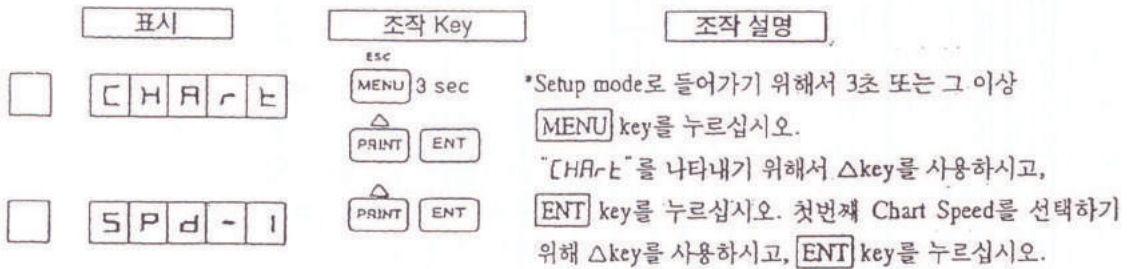 표시 조작 Key 조작 설명
ESC
CHArt MENU 3 sec *Setup mode로 들어가기 위해서 3초 또는 그 이상
△
PRINT ENT MENU key를 누르십시오.
"CHArt"를 나타내기 위해서 △key를 사용하시고,
△
SPd-1 PRINT ENT ENT key를 누르십시오. 첫번째 Chart Speed를 선택하기
위해 △key를 사용하시고, ENT key를 누르십시오.